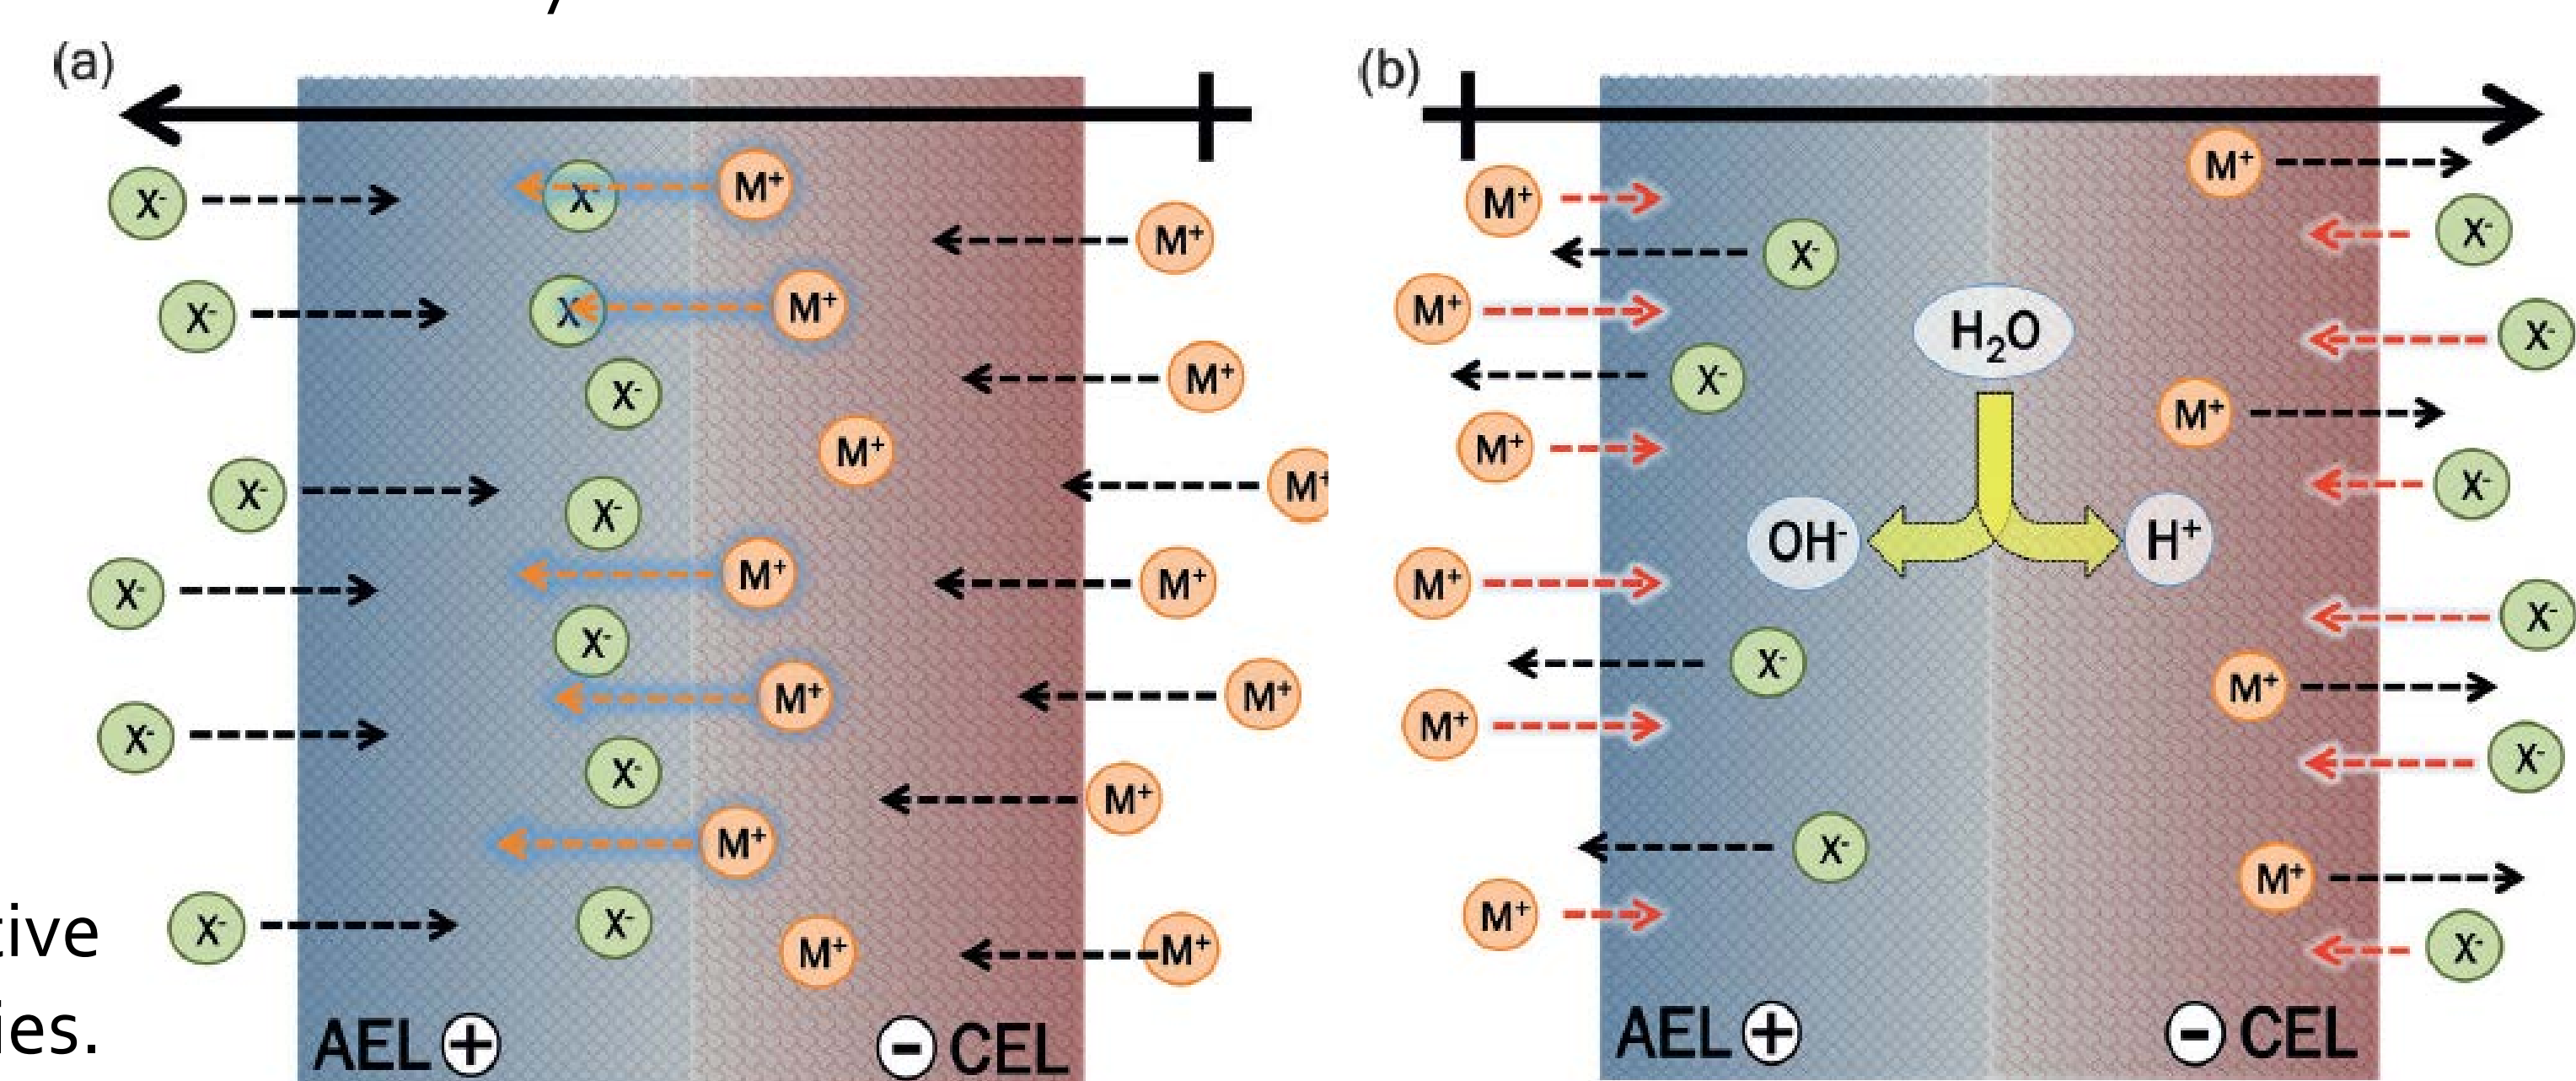 (a)
X⁻ X⁻ M⁺ M⁺
X⁻ X⁻ M⁺
X⁻ M⁺
M⁺
X⁻ X⁻ M⁺
X⁻ M⁺ M⁺
X⁻
M⁺ M⁺
X⁻ X⁻
M⁺
M⁺
X⁻ X⁻ M⁺ M⁺
AEL + - CEL
(b)
M⁺
M⁺ X⁻
X⁻
M⁺ H₂O X⁻
X⁻ M⁺
M⁺ X⁻
OH⁻ H⁺
M⁺ X⁻
X⁻ M⁺
M⁺ X⁻
X⁻ M⁺
M⁺ X⁻
AEL + - CEL
tive
ies.